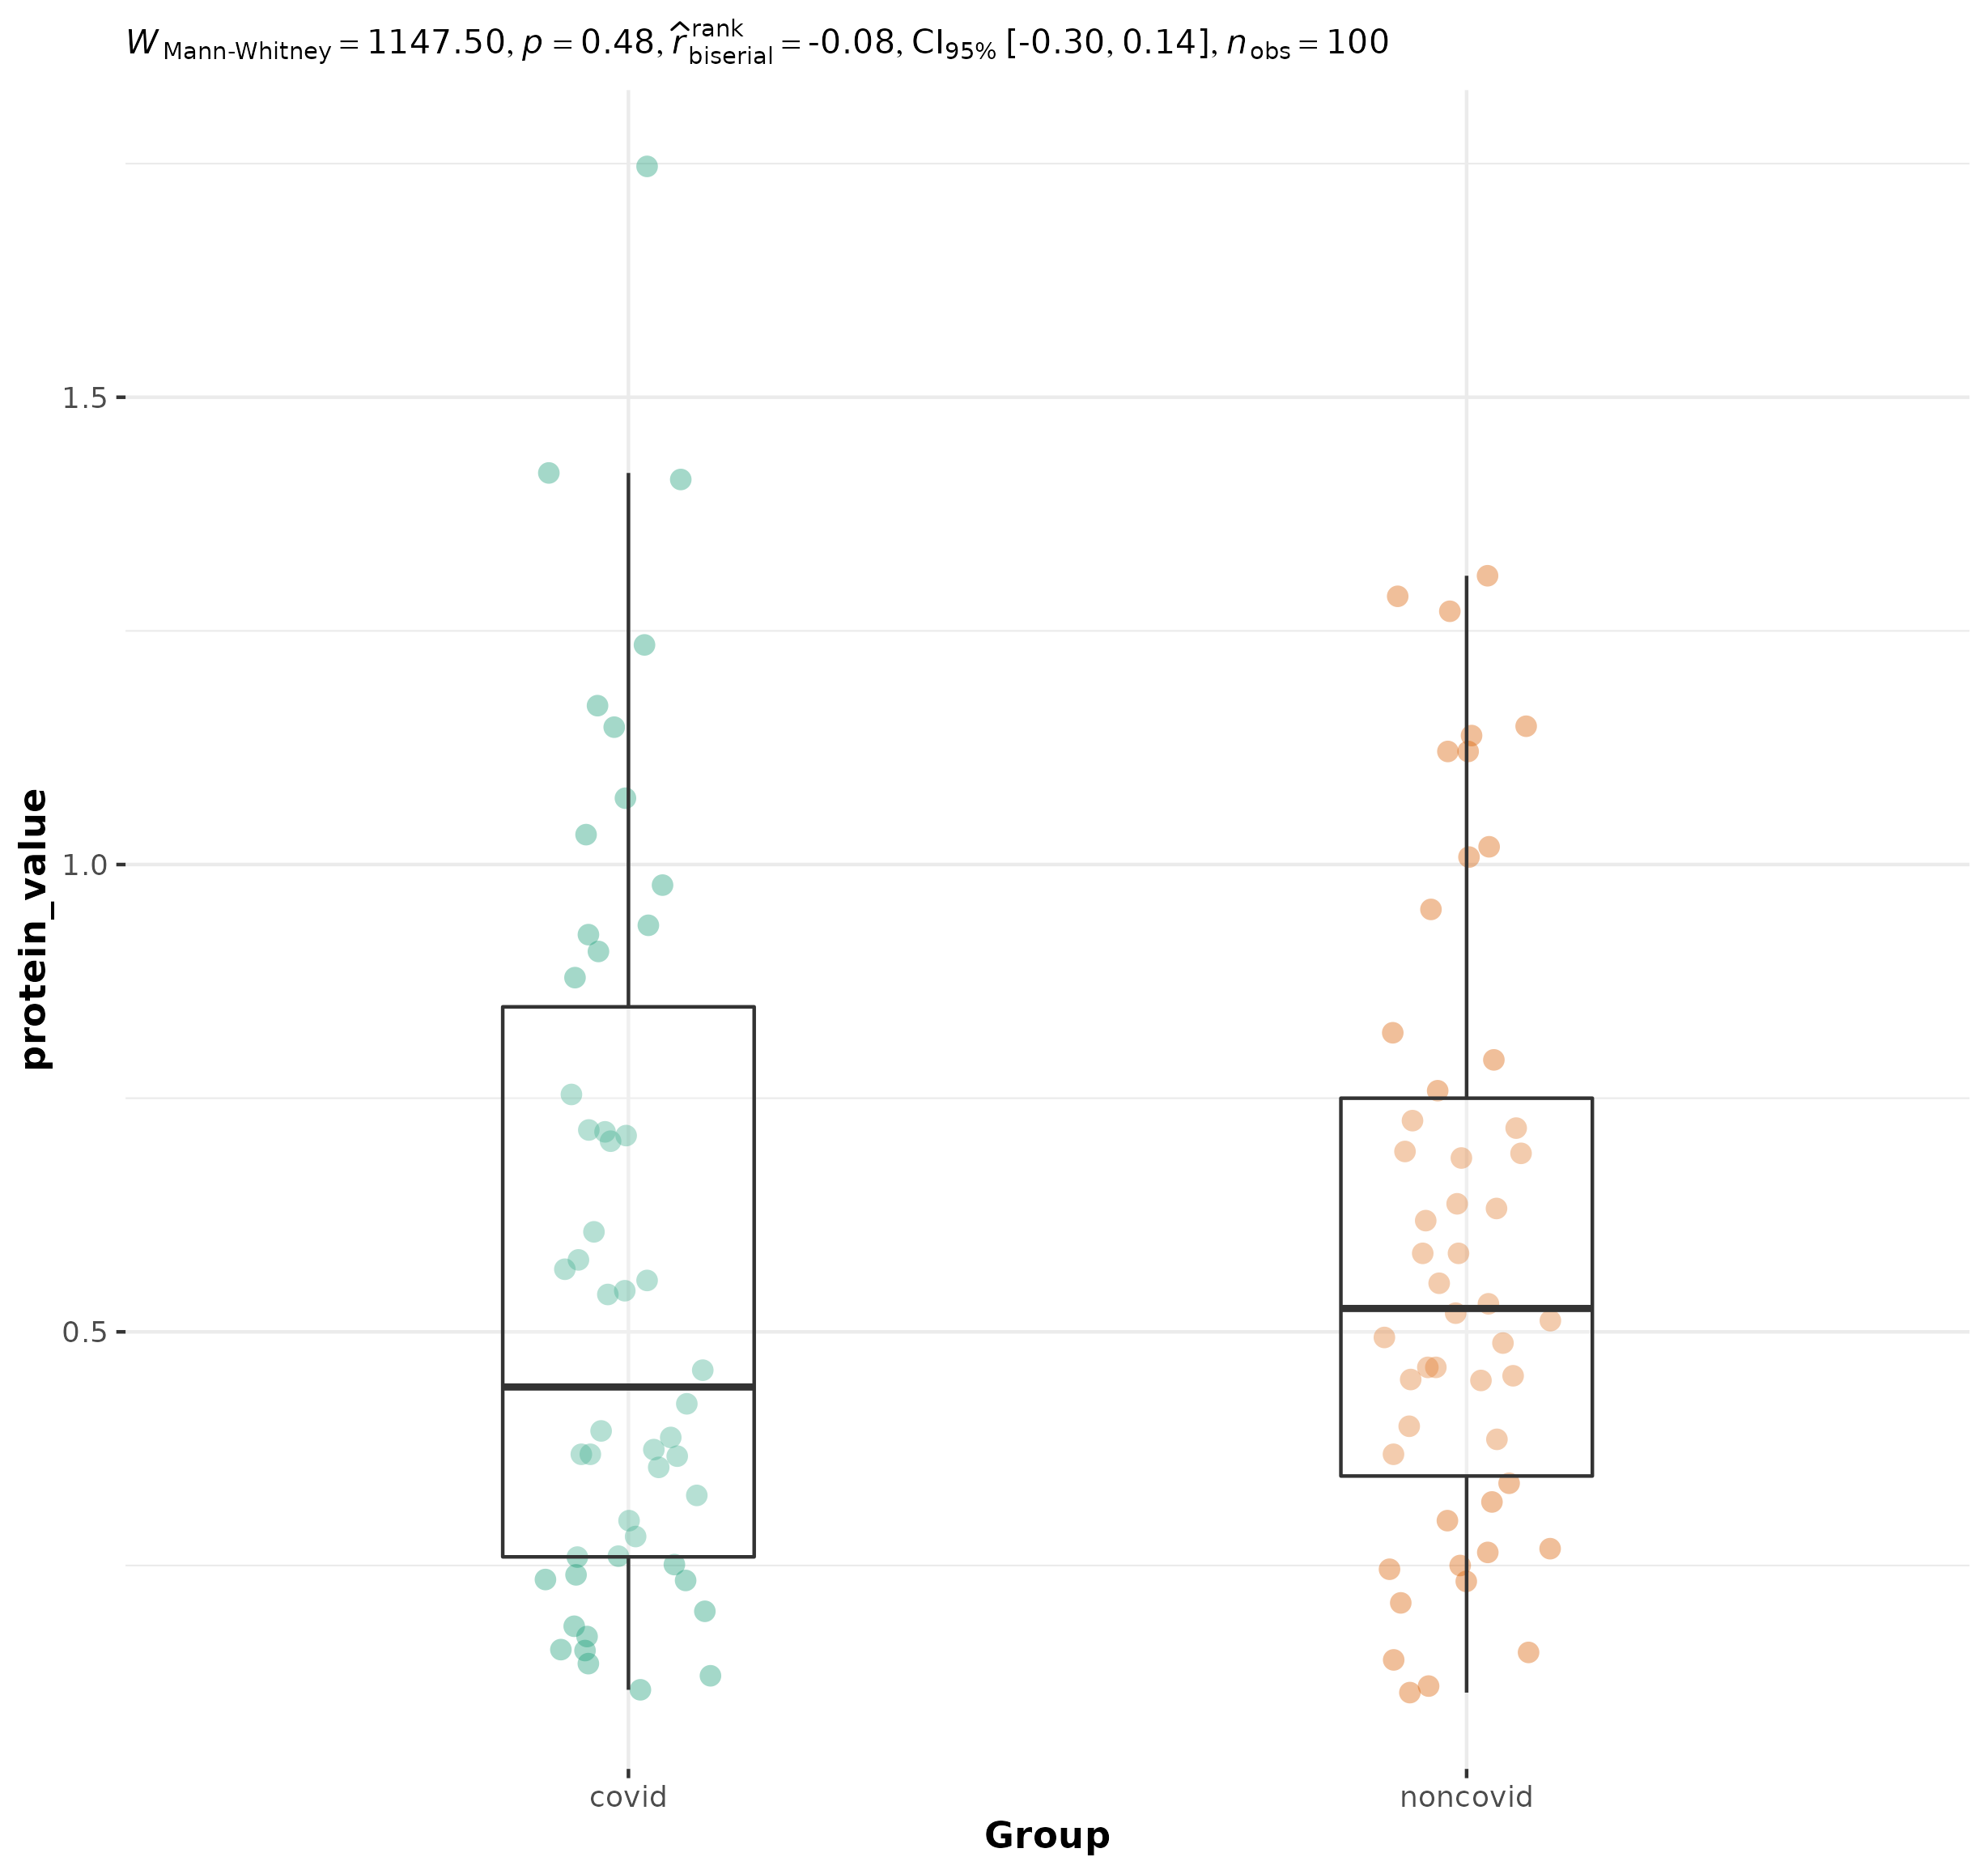 W Mann-Whitney = 1147.50, p = 0.48, r̂ rank biserial = -0.08, CI95% [-0.30, 0.14], nobs = 100
1.5
1.0
0.5
protein_value
covid noncovid
Group